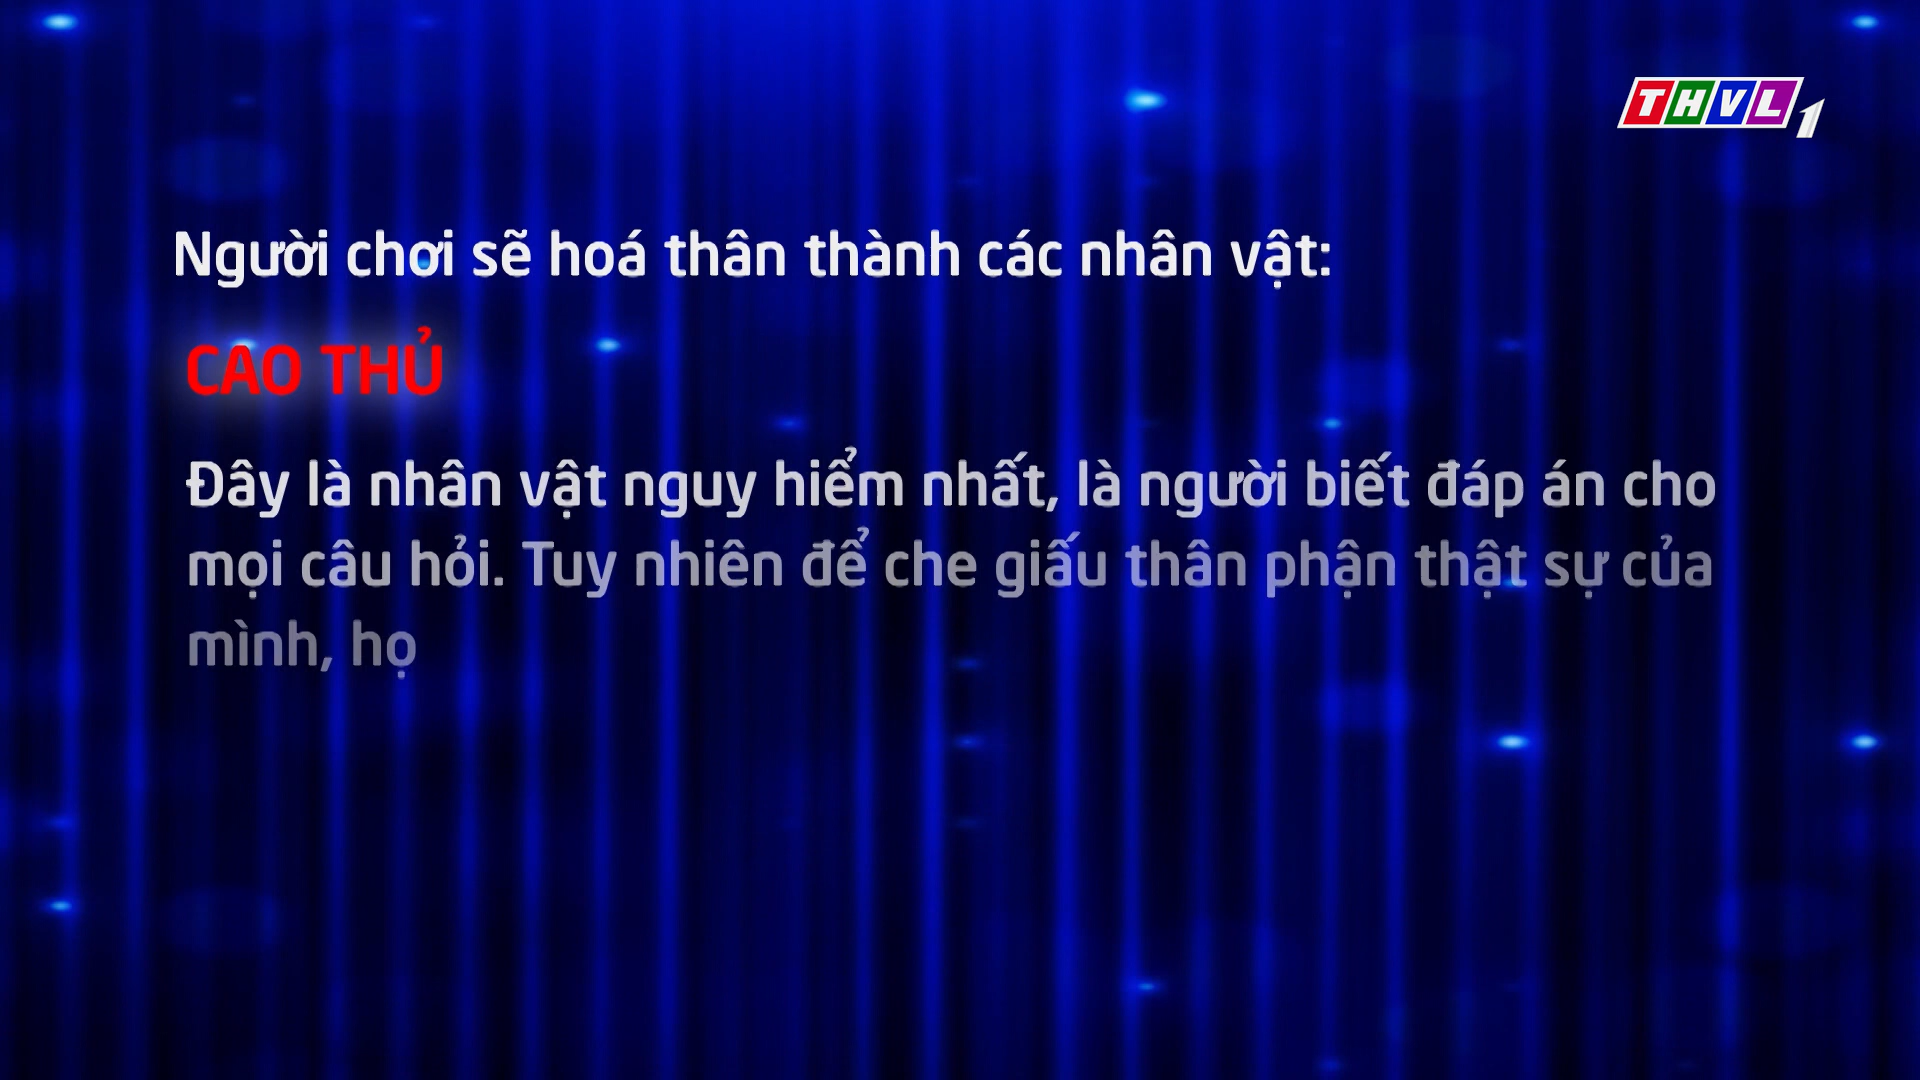 THVL1
Người chơi sẽ hoá thân thành các nhân vật:
CAO THỦ
Đây là nhân vật nguy hiểm nhất, là người biết đáp án cho
mọi câu hỏi. Tuy nhiên để che giấu thân phận thật sự của
mình, họ